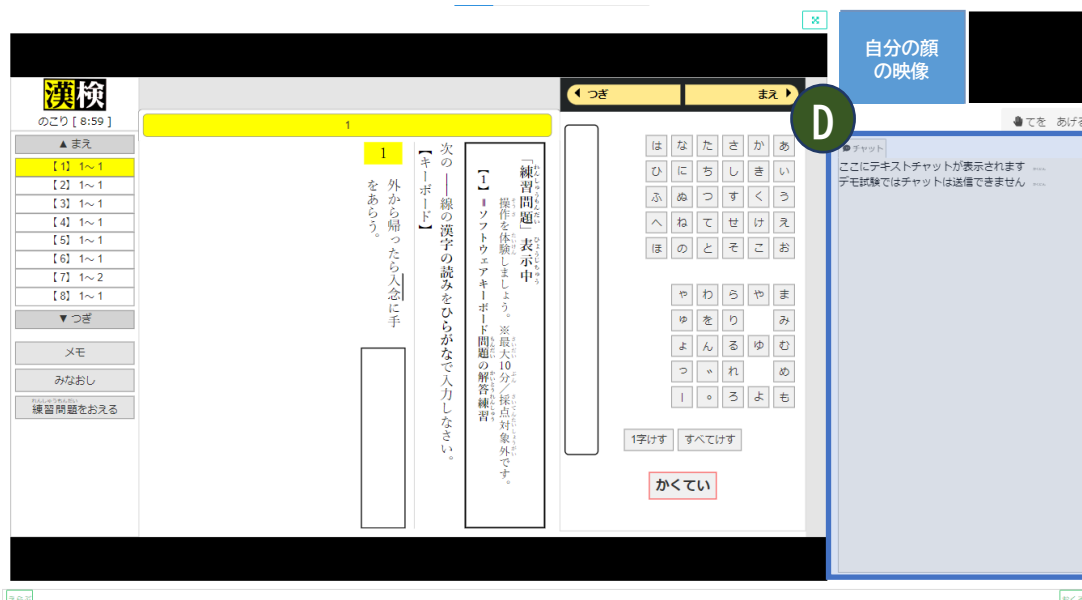 自分の顔
の映像
漢検
のこり [ 8:59 ]
▲ まえ
【1】 1～ 1
【2】 1～ 1
【3】 1～ 1
【4】 1～ 1
【5】 1～ 1
【6】 1～ 1
【7】 1～ 2
【8】 1～ 1
▼ つぎ
メモ
みなおし
練習問題をおえる
1
「練習問題」表示中
操作を体験しましょう。※最大10分／採点対象外です。
【1】＝ソフトウェアキーボード問題の解答練習
次の――線の漢字の読みをひらがなで入力しなさい。
【キーボード】
1
外から帰ったら入念に手
をあらう。
つぎ
まえ
は な た さ か あ
ひ に ち し き い
ふ ぬ つ す く う
へ ね て せ け え
ほ の と そ こ お
ゃ わ ら や ま
ゅ を り み
ょ ん る ゆ む
っ ゛ れ め
ー ゜ ろ よ も
1字けす
すべてけす
かくてい
D
てを あげる
チャット
ここにテキストチャットが表示されます
デモ試験ではチャットは送信できません